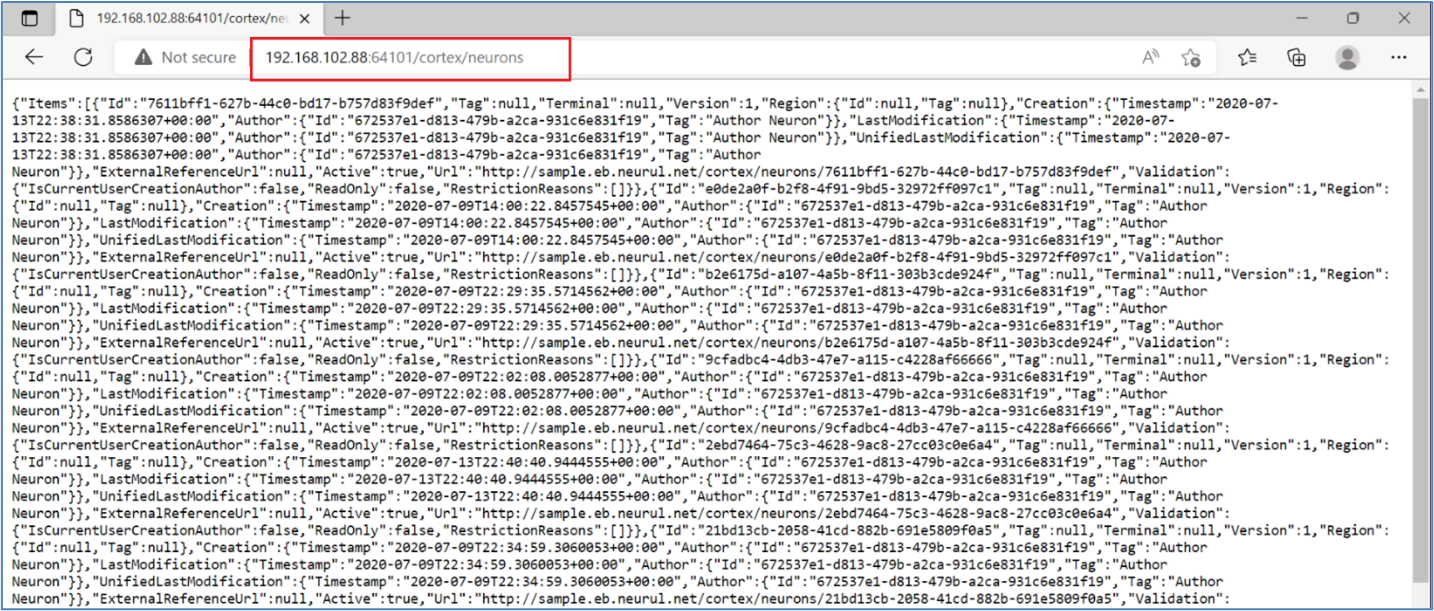 192.168.102.88:64101/cortex/neu
Not secure
192.168.102.88:64101/cortex/neurons
{"Items":[{"Id":"7611bff1-627b-44c0-bd17-b757d83f9def","Tag":null,"Terminal":null,"Version":1,"Region":{"Id":null,"Tag":null},"Creation":{"Timestamp":"2020-07-
13T22:38:31.8586307+00:00","Author":{"Id":"672537e1-d813-479b-a2ca-931c6e831f19","Tag":"Author Neuron"}},"LastModification":{"Timestamp":"2020-07-
13T22:38:31.8586307+00:00","Author":{"Id":"672537e1-d813-479b-a2ca-931c6e831f19","Tag":"Author Neuron"}},"UnifiedLastModification":{"Timestamp":"2020-07-
13T22:38:31.8586307+00:00","Author":{"Id":"672537e1-d813-479b-a2ca-931c6e831f19","Tag":"Author
Neuron"}},"ExternalReferenceUrl":null,"Active":true,"Url":"http://sample.eb.neurul.net/cortex/neurons/7611bff1-627b-44c0-bd17-b757d83f9def","Validation":
{"IsCurrentUserCreationAuthor":false,"ReadOnly":false,"RestrictionReasons":[]}},{"Id":"e0de2a0f-b2f8-4f91-9bd5-32972ff097c1","Tag":null,"Terminal":null,"Version":1,"Region":
{"Id":null,"Tag":null},"Creation":{"Timestamp":"2020-07-09T14:00:22.8457545+00:00","Author":{"Id":"672537e1-d813-479b-a2ca-931c6e831f19","Tag":"Author
Neuron"}},"LastModification":{"Timestamp":"2020-07-09T14:00:22.8457545+00:00","Author":{"Id":"672537e1-d813-479b-a2ca-931c6e831f19","Tag":"Author
Neuron"}},"UnifiedLastModification":{"Timestamp":"2020-07-09T14:00:22.8457545+00:00","Author":{"Id":"672537e1-d813-479b-a2ca-931c6e831f19","Tag":"Author
Neuron"}},"ExternalReferenceUrl":null,"Active":true,"Url":"http://sample.eb.neurul.net/cortex/neurons/e0de2a0f-b2f8-4f91-9bd5-32972ff097c1","Validation":
{"IsCurrentUserCreationAuthor":false,"ReadOnly":false,"RestrictionReasons":[]}},{"Id":"b2e6175d-a107-4a5b-8f11-303b3cde924f","Tag":null,"Terminal":null,"Version":1,"Region":
{"Id":null,"Tag":null},"Creation":{"Timestamp":"2020-07-09T22:29:35.5714562+00:00","Author":{"Id":"672537e1-d813-479b-a2ca-931c6e831f19","Tag":"Author
Neuron"}},"LastModification":{"Timestamp":"2020-07-09T22:29:35.5714562+00:00","Author":{"Id":"672537e1-d813-479b-a2ca-931c6e831f19","Tag":"Author
Neuron"}},"UnifiedLastModification":{"Timestamp":"2020-07-09T22:29:35.5714562+00:00","Author":{"Id":"672537e1-d813-479b-a2ca-931c6e831f19","Tag":"Author
Neuron"}},"ExternalReferenceUrl":null,"Active":true,"Url":"http://sample.eb.neurul.net/cortex/neurons/b2e6175d-a107-4a5b-8f11-303b3cde924f","Validation":
{"IsCurrentUserCreationAuthor":false,"ReadOnly":false,"RestrictionReasons":[]}},{"Id":"9cfadbc4-4db3-47e7-a115-c4228af66666","Tag":null,"Terminal":null,"Version":1,"Region":
{"Id":null,"Tag":null},"Creation":{"Timestamp":"2020-07-09T22:02:08.0052877+00:00","Author":{"Id":"672537e1-d813-479b-a2ca-931c6e831f19","Tag":"Author
Neuron"}},"LastModification":{"Timestamp":"2020-07-09T22:02:08.0052877+00:00","Author":{"Id":"672537e1-d813-479b-a2ca-931c6e831f19","Tag":"Author
Neuron"}},"UnifiedLastModification":{"Timestamp":"2020-07-09T22:02:08.0052877+00:00","Author":{"Id":"672537e1-d813-479b-a2ca-931c6e831f19","Tag":"Author
Neuron"}},"ExternalReferenceUrl":null,"Active":true,"Url":"http://sample.eb.neurul.net/cortex/neurons/9cfadbc4-4db3-47e7-a115-c4228af66666","Validation":
{"IsCurrentUserCreationAuthor":false,"ReadOnly":false,"RestrictionReasons":[]}},{"Id":"2ebd7464-75c3-4628-9ac8-27cc03c0e6a4","Tag":null,"Terminal":null,"Version":1,"Region":
{"Id":null,"Tag":null},"Creation":{"Timestamp":"2020-07-13T22:40:40.9444555+00:00","Author":{"Id":"672537e1-d813-479b-a2ca-931c6e831f19","Tag":"Author
Neuron"}},"LastModification":{"Timestamp":"2020-07-13T22:40:40.9444555+00:00","Author":{"Id":"672537e1-d813-479b-a2ca-931c6e831f19","Tag":"Author
Neuron"}},"UnifiedLastModification":{"Timestamp":"2020-07-13T22:40:40.9444555+00:00","Author":{"Id":"672537e1-d813-479b-a2ca-931c6e831f19","Tag":"Author
Neuron"}},"ExternalReferenceUrl":null,"Active":true,"Url":"http://sample.eb.neurul.net/cortex/neurons/2ebd7464-75c3-4628-9ac8-27cc03c0e6a4","Validation":
{"IsCurrentUserCreationAuthor":false,"ReadOnly":false,"RestrictionReasons":[]}},{"Id":"21bd13cb-2058-41cd-882b-691e5809f0a5","Tag":null,"Terminal":null,"Version":1,"Region":
{"Id":null,"Tag":null},"Creation":{"Timestamp":"2020-07-09T22:34:59.3060053+00:00","Author":{"Id":"672537e1-d813-479b-a2ca-931c6e831f19","Tag":"Author
Neuron"}},"LastModification":{"Timestamp":"2020-07-09T22:34:59.3060053+00:00","Author":{"Id":"672537e1-d813-479b-a2ca-931c6e831f19","Tag":"Author
Neuron"}},"UnifiedLastModification":{"Timestamp":"2020-07-09T22:34:59.3060053+00:00","Author":{"Id":"672537e1-d813-479b-a2ca-931c6e831f19","Tag":"Author
Neuron"}},"ExternalReferenceUrl":null,"Active":true,"Url":"http://sample.eb.neurul.net/cortex/neurons/21bd13cb-2058-41cd-882b-691e5809f0a5","Validation":